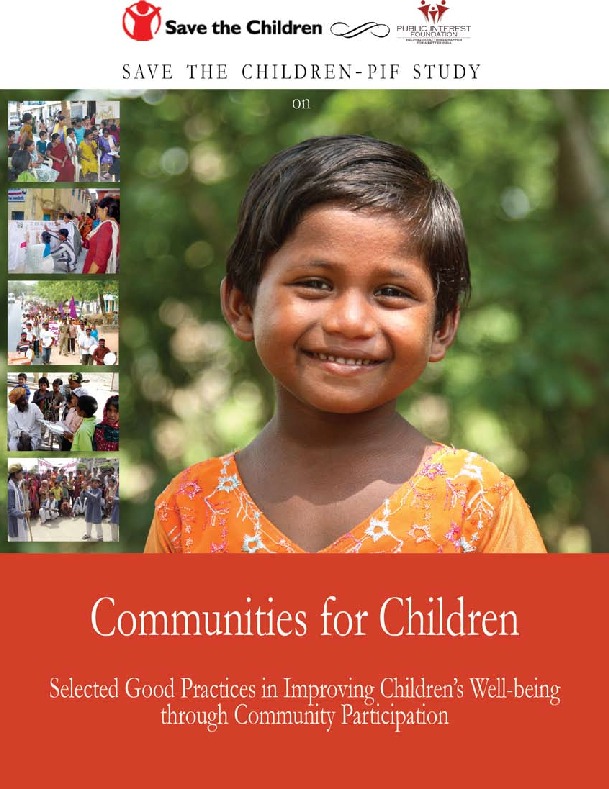 Save the Children
PUBLIC INTEREST
FOUNDATION
SAVE THE CHILDREN-PIF STUDY
on
Communities for Children
Selected Good Practices in Improving Children's Well-being
through Community Participation